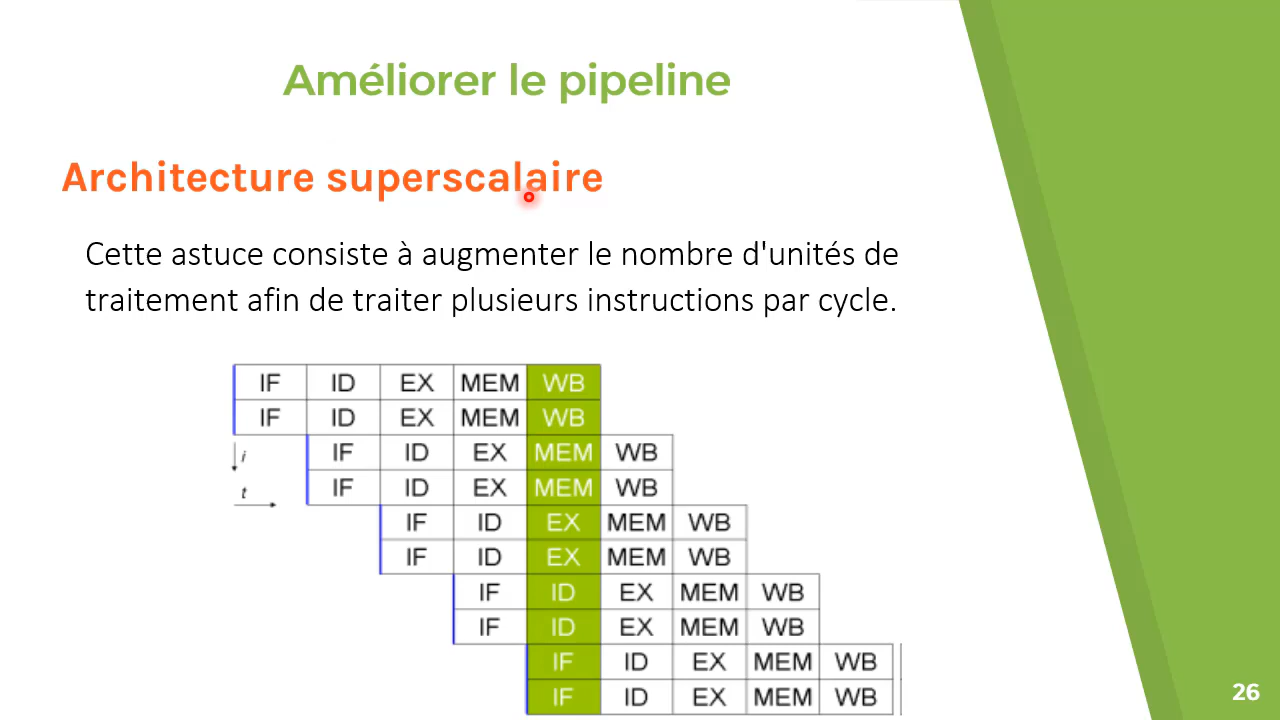 Améliorer le pipeline
Architecture superscalaire
Cette astuce consiste à augmenter le nombre d'unités de
traitement afin de traiter plusieurs instructions par cycle.
IF ID EX MEM WB
IF ID EX MEM WB
i IF ID EX MEM WB
t IF ID EX MEM WB
IF ID EX MEM WB
IF ID EX MEM WB
IF ID EX MEM WB
IF ID EX MEM WB
IF ID EX MEM WB
IF ID EX MEM WB
26